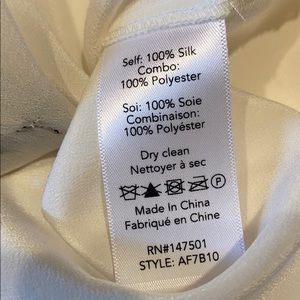 Self: 100% Silk
Combo:
100% Polyester
Soi: 100% Soie
Combinaison:
100% Polyéster
Dry clean
Nettoyer à sec
P
Made In China
Fabriqué en Chine
RN#147501
STYLE: AF7B10